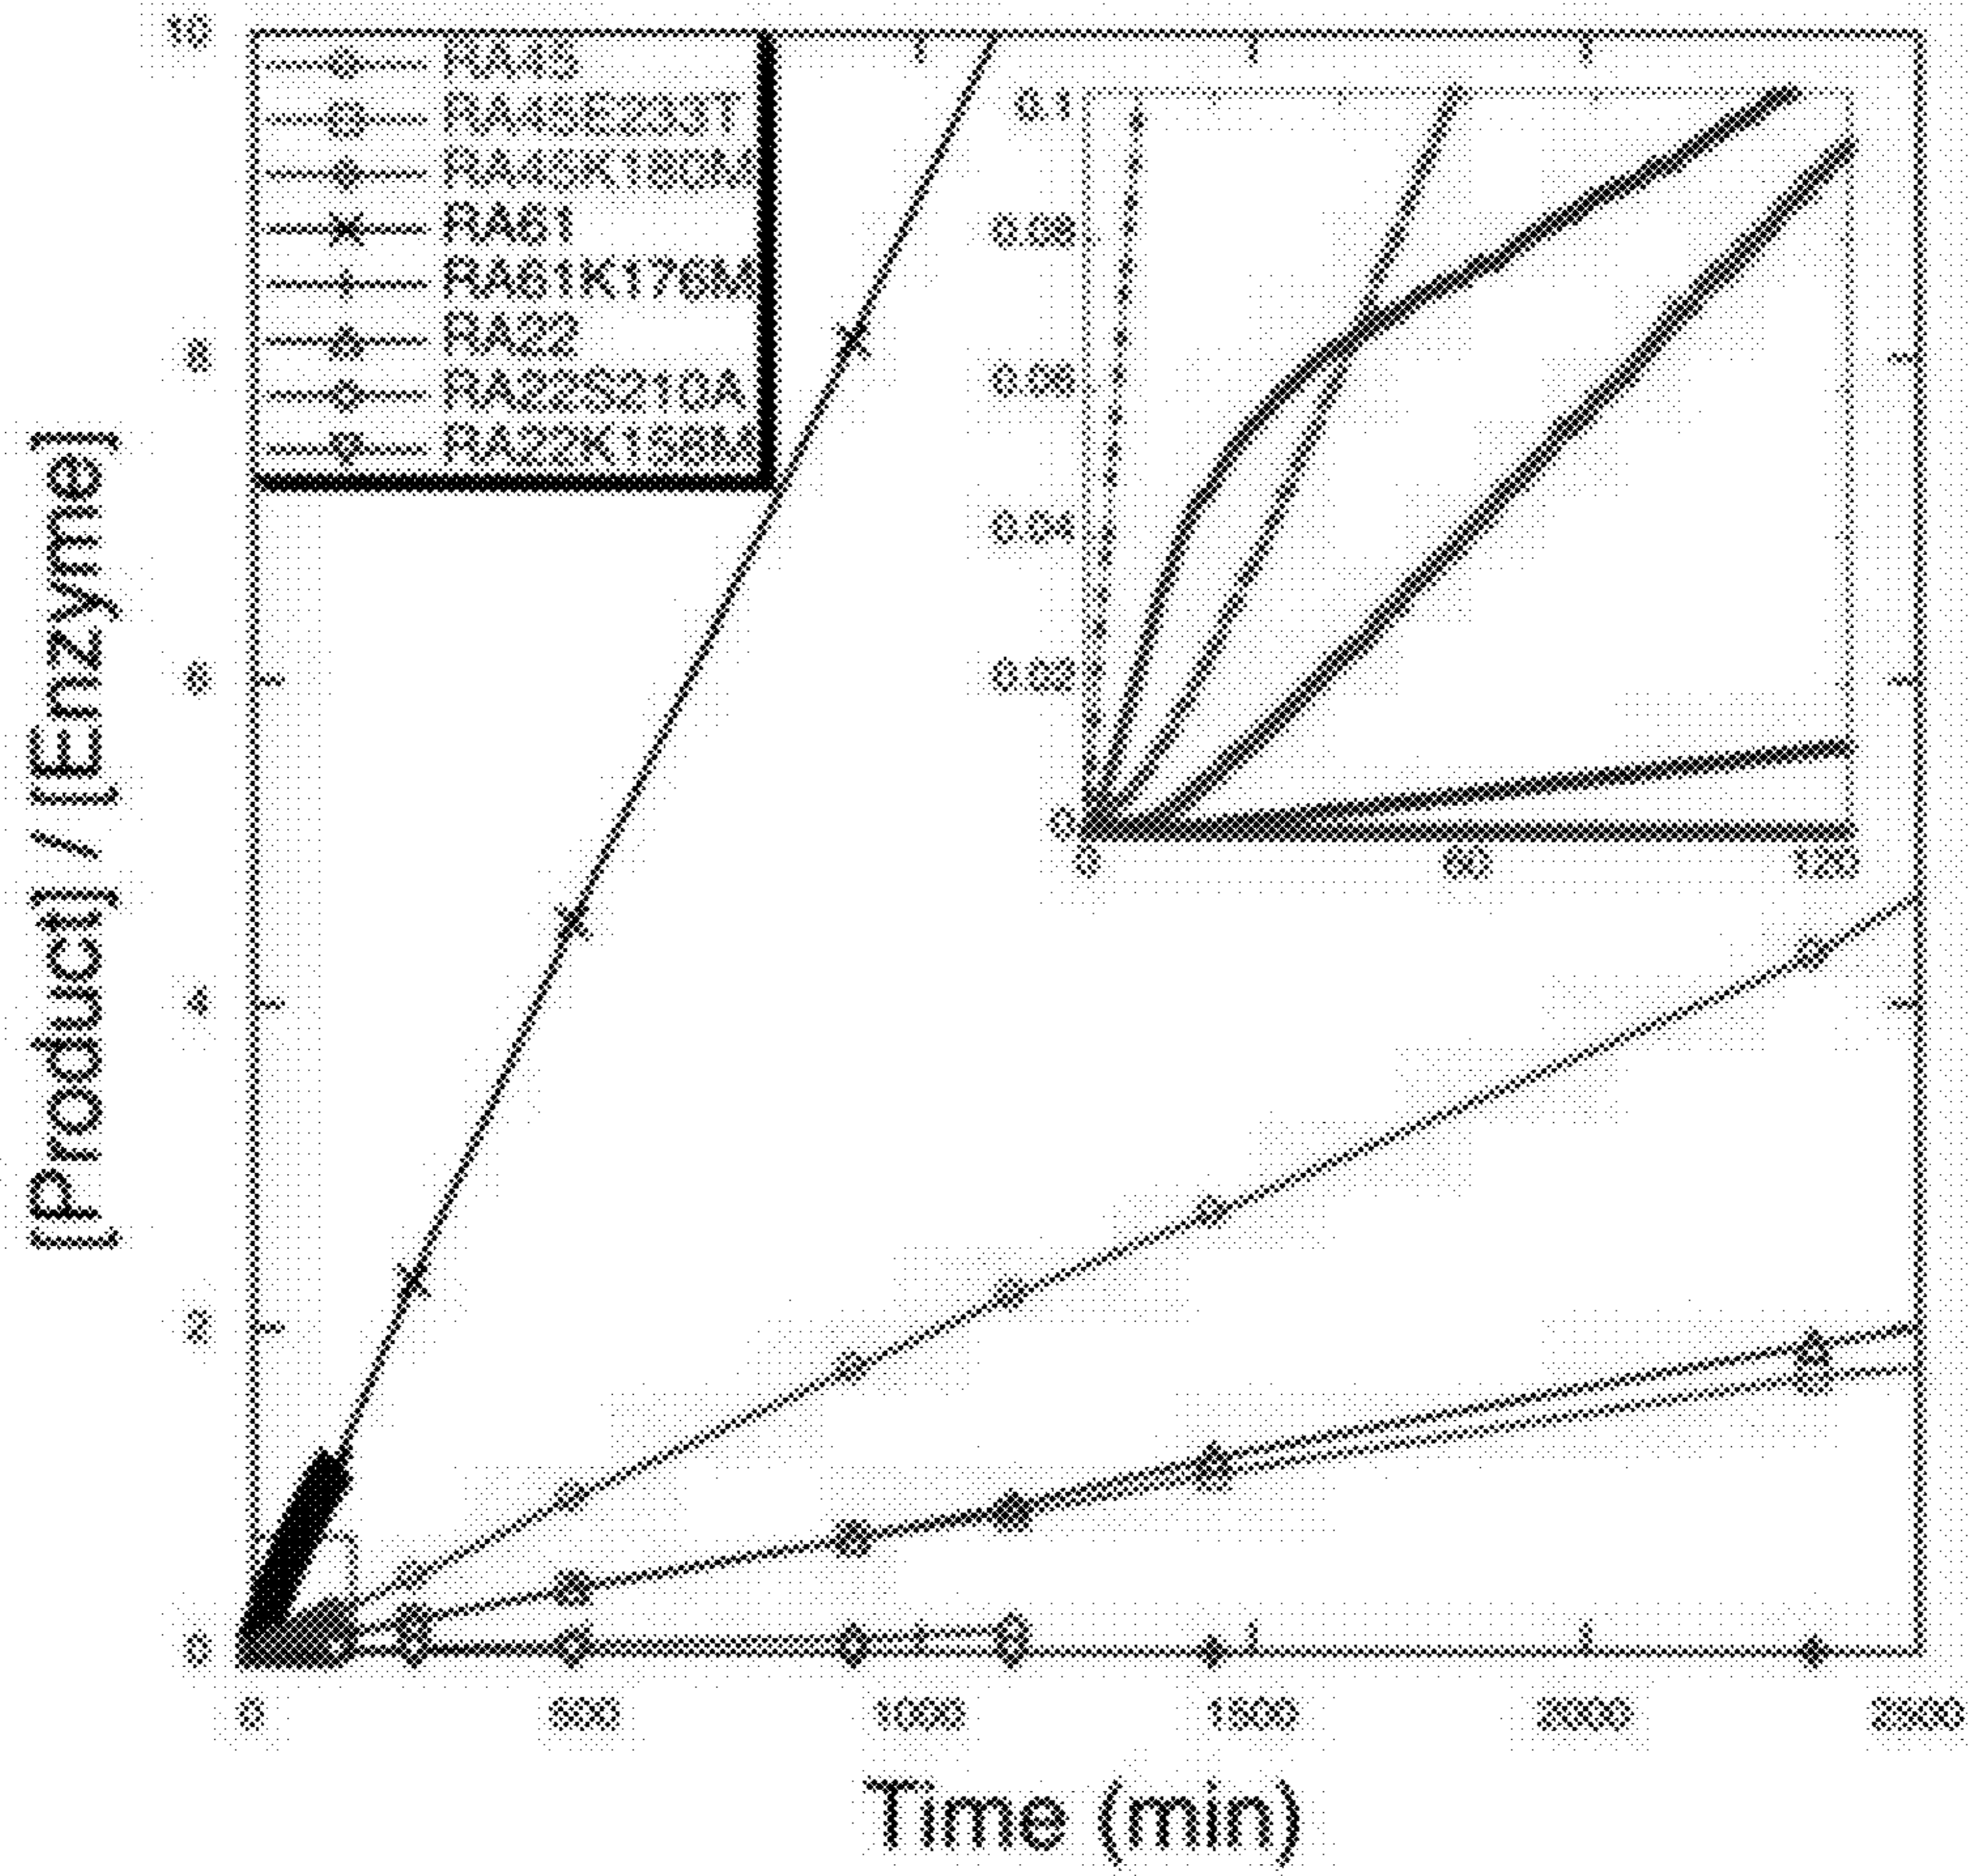 10
RA45
RA45E233T
RA45K180M
RA61
RA61K176M
RA22
RA22S210A
RA22K159M
0.1
0.08
0.06
0.04
0.02
0
0 60 120
8
6
4
2
0
[Product] / [Enzyme]
0 500 1000 1500 2000 2500
Time (min)